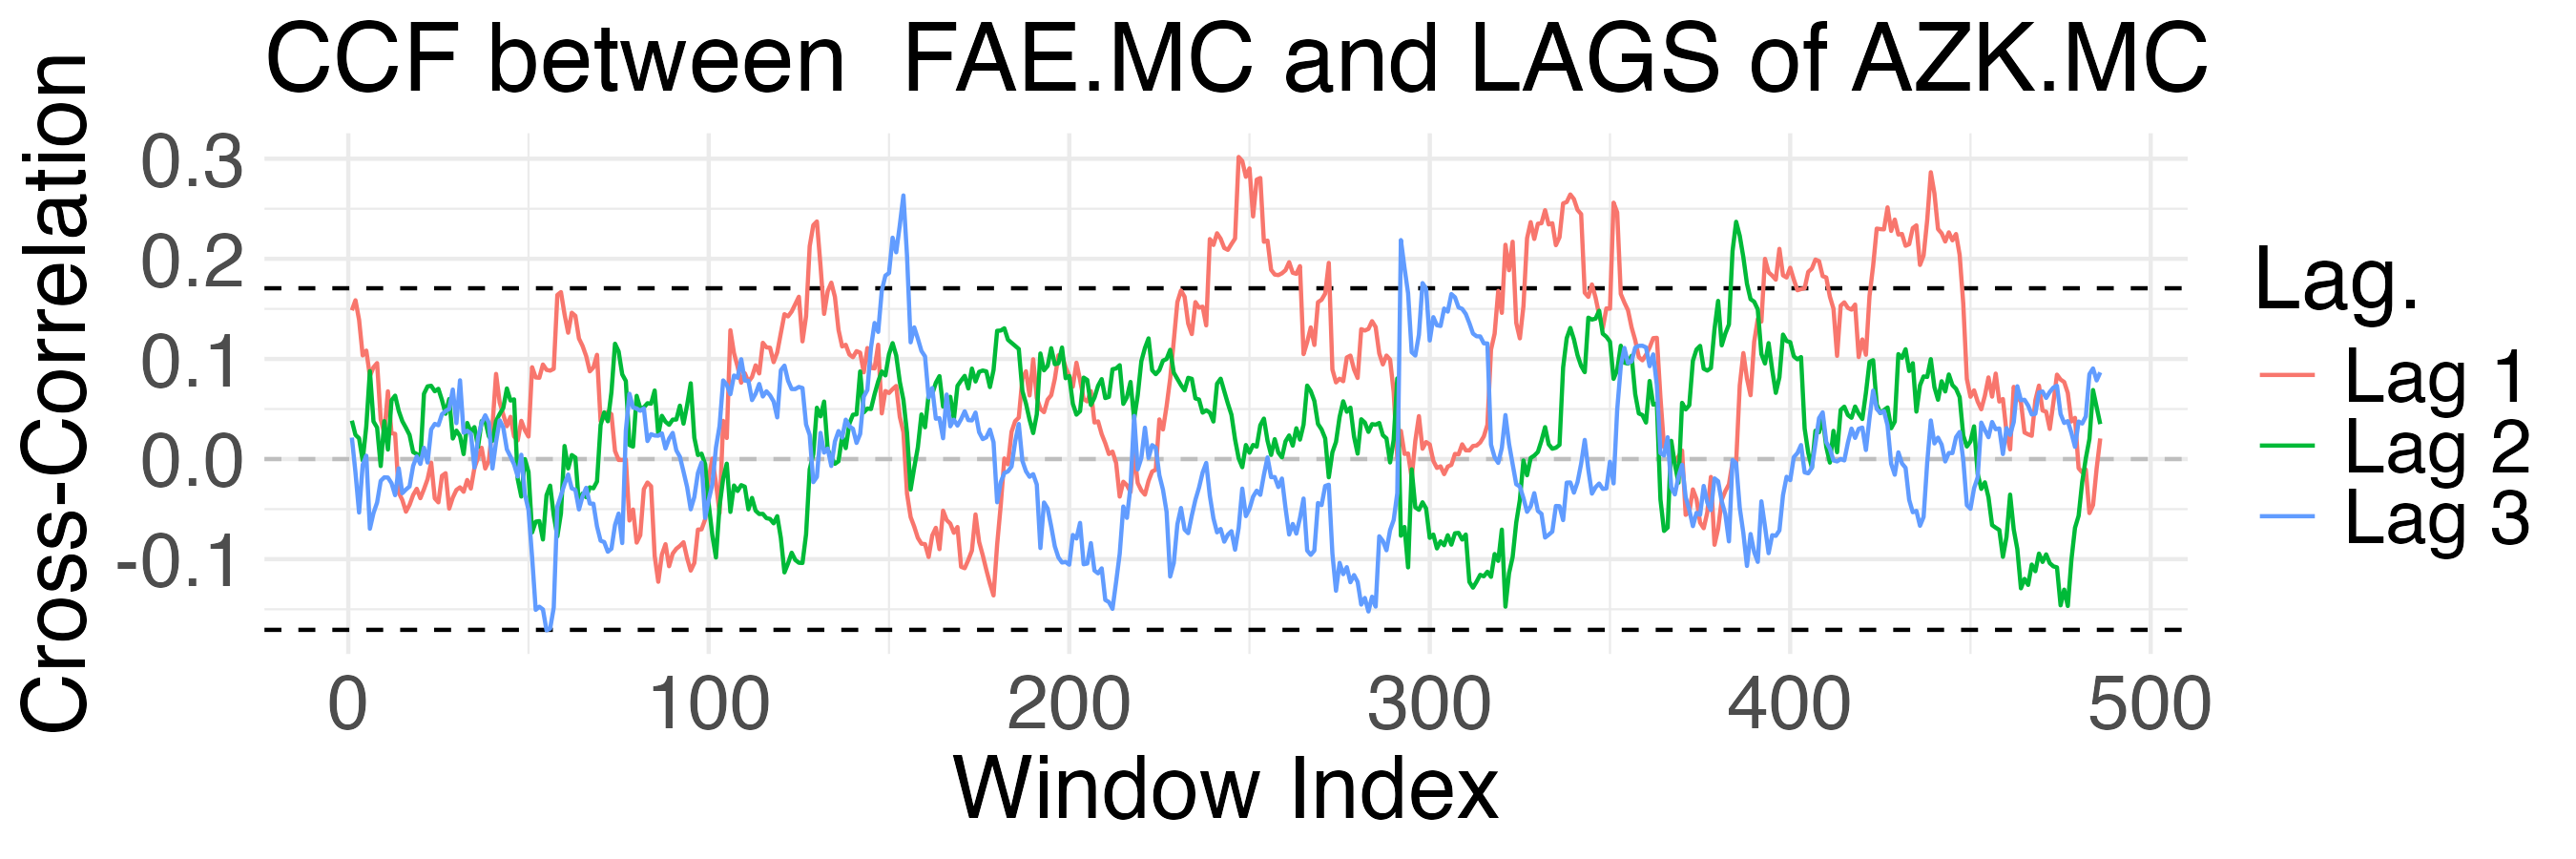 CCF between  FAE.MC and LAGS of AZK.MC
Cross-Correlation
0.3
0.2
0.1
0.0
-0.1
0 100 200 300 400 500
Window Index
Lag.
Lag 1
Lag 2
Lag 3